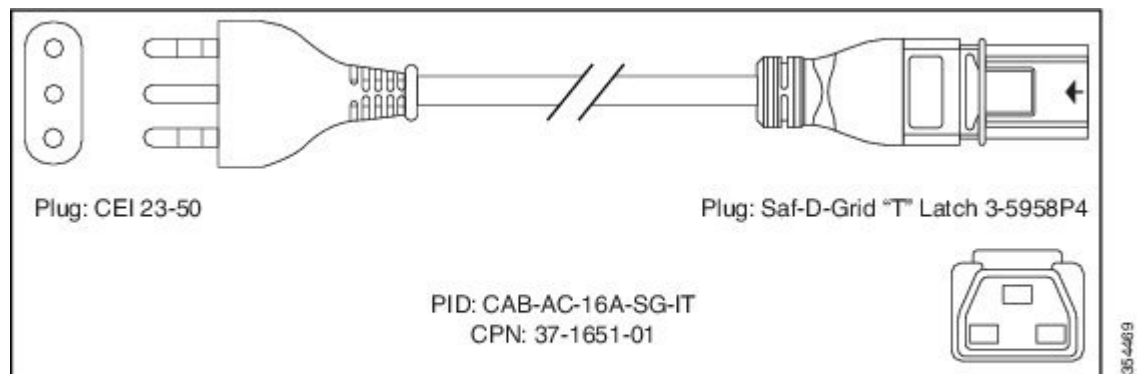 Plug: CEI 23-50
Plug: Saf-D-Grid “T” Latch 3-5958P4
PID: CAB-AC-16A-SG-IT
CPN: 37-1651-01
354469